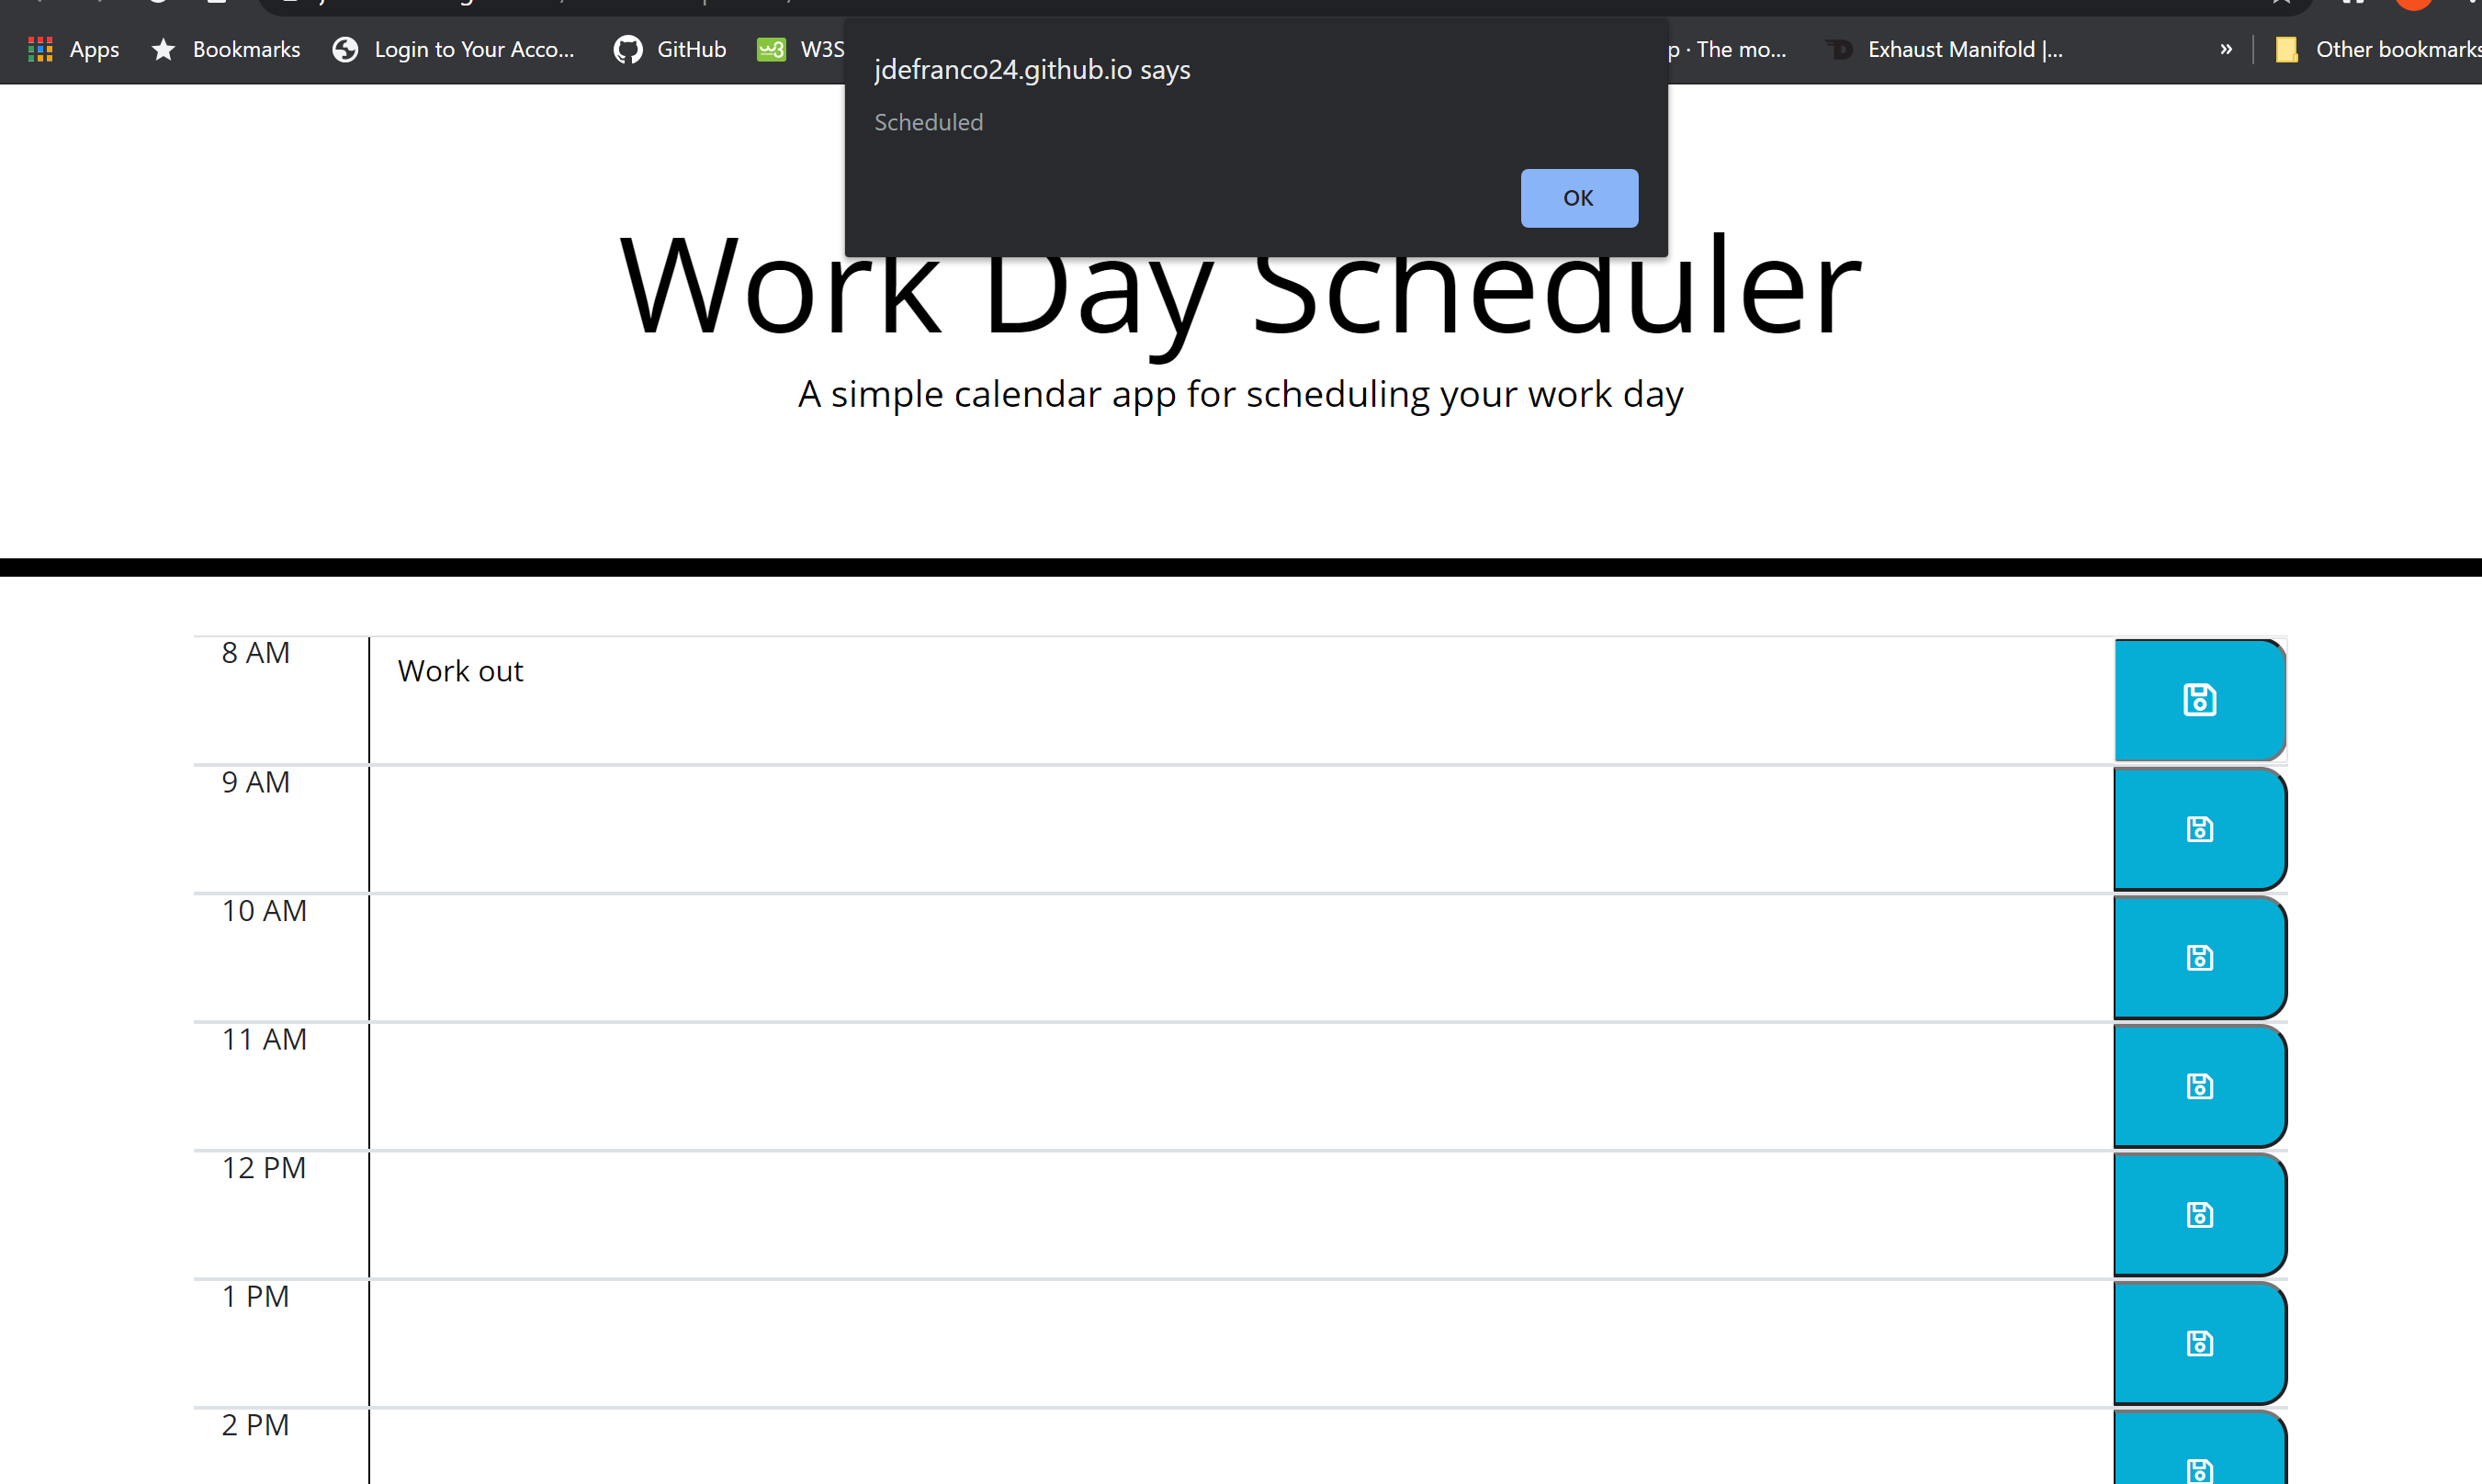 Apps Bookmarks Login to Your Acco... GitHub W3S p · The mo... Exhaust Manifold |... » Other bookmarks
jdefranco24.github.io says
Scheduled
OK
Work Day Scheduler
A simple calendar app for scheduling your work day
8 AM Work out
9 AM
10 AM
11 AM
12 PM
1 PM
2 PM